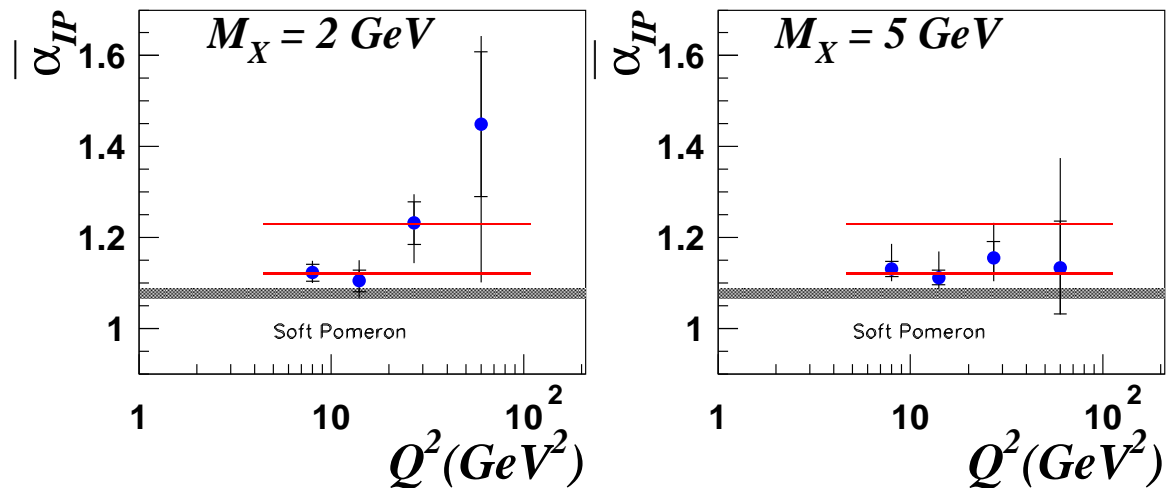 α̅_IP
M_X = 2 GeV
1.6
1.4
1.2
1
Soft Pomeron
1 10 10^2
Q^2(GeV^2)
α̅_IP
M_X = 5 GeV
1.6
1.4
1.2
1
Soft Pomeron
1 10 10^2
Q^2(GeV^2)